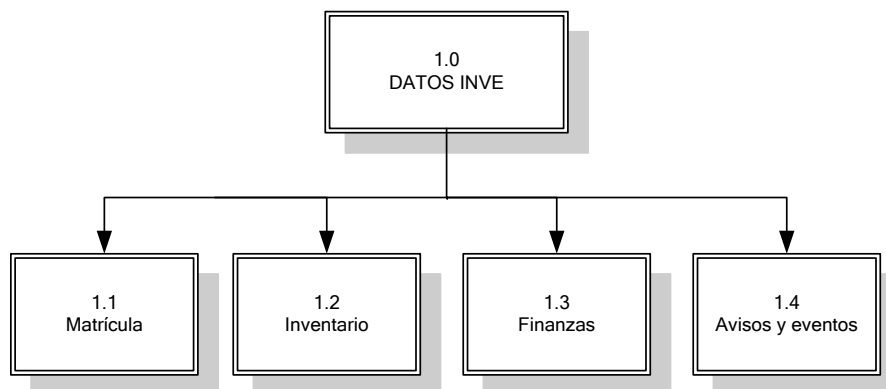 1.0
DATOS INVE
1.1
Matrícula
1.2
Inventario
1.3
Finanzas
1.4
Avisos y eventos